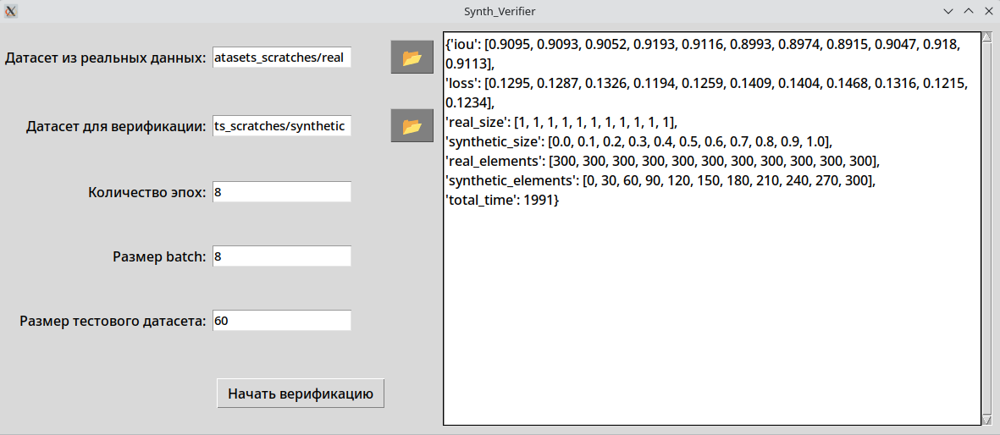 Synth_Verifier
Датасет из реальных данных:
atasets_scratches/real
Датасет для верификации:
ts_scratches/synthetic
Количество эпох:
8
Размер batch:
8
Размер тестового датасета:
60
Начать верификацию
{'iou': [0.9095, 0.9093, 0.9052, 0.9193, 0.9116, 0.8993, 0.8974, 0.8915, 0.9047, 0.918,
0.9113],
'loss': [0.1295, 0.1287, 0.1326, 0.1194, 0.1259, 0.1409, 0.1404, 0.1468, 0.1316, 0.1215,
0.1234],
'real_size': [1, 1, 1, 1, 1, 1, 1, 1, 1, 1, 1],
'synthetic_size': [0.0, 0.1, 0.2, 0.3, 0.4, 0.5, 0.6, 0.7, 0.8, 0.9, 1.0],
'real_elements': [300, 300, 300, 300, 300, 300, 300, 300, 300, 300, 300],
'synthetic_elements': [0, 30, 60, 90, 120, 150, 180, 210, 240, 270, 300],
'total_time': 1991}